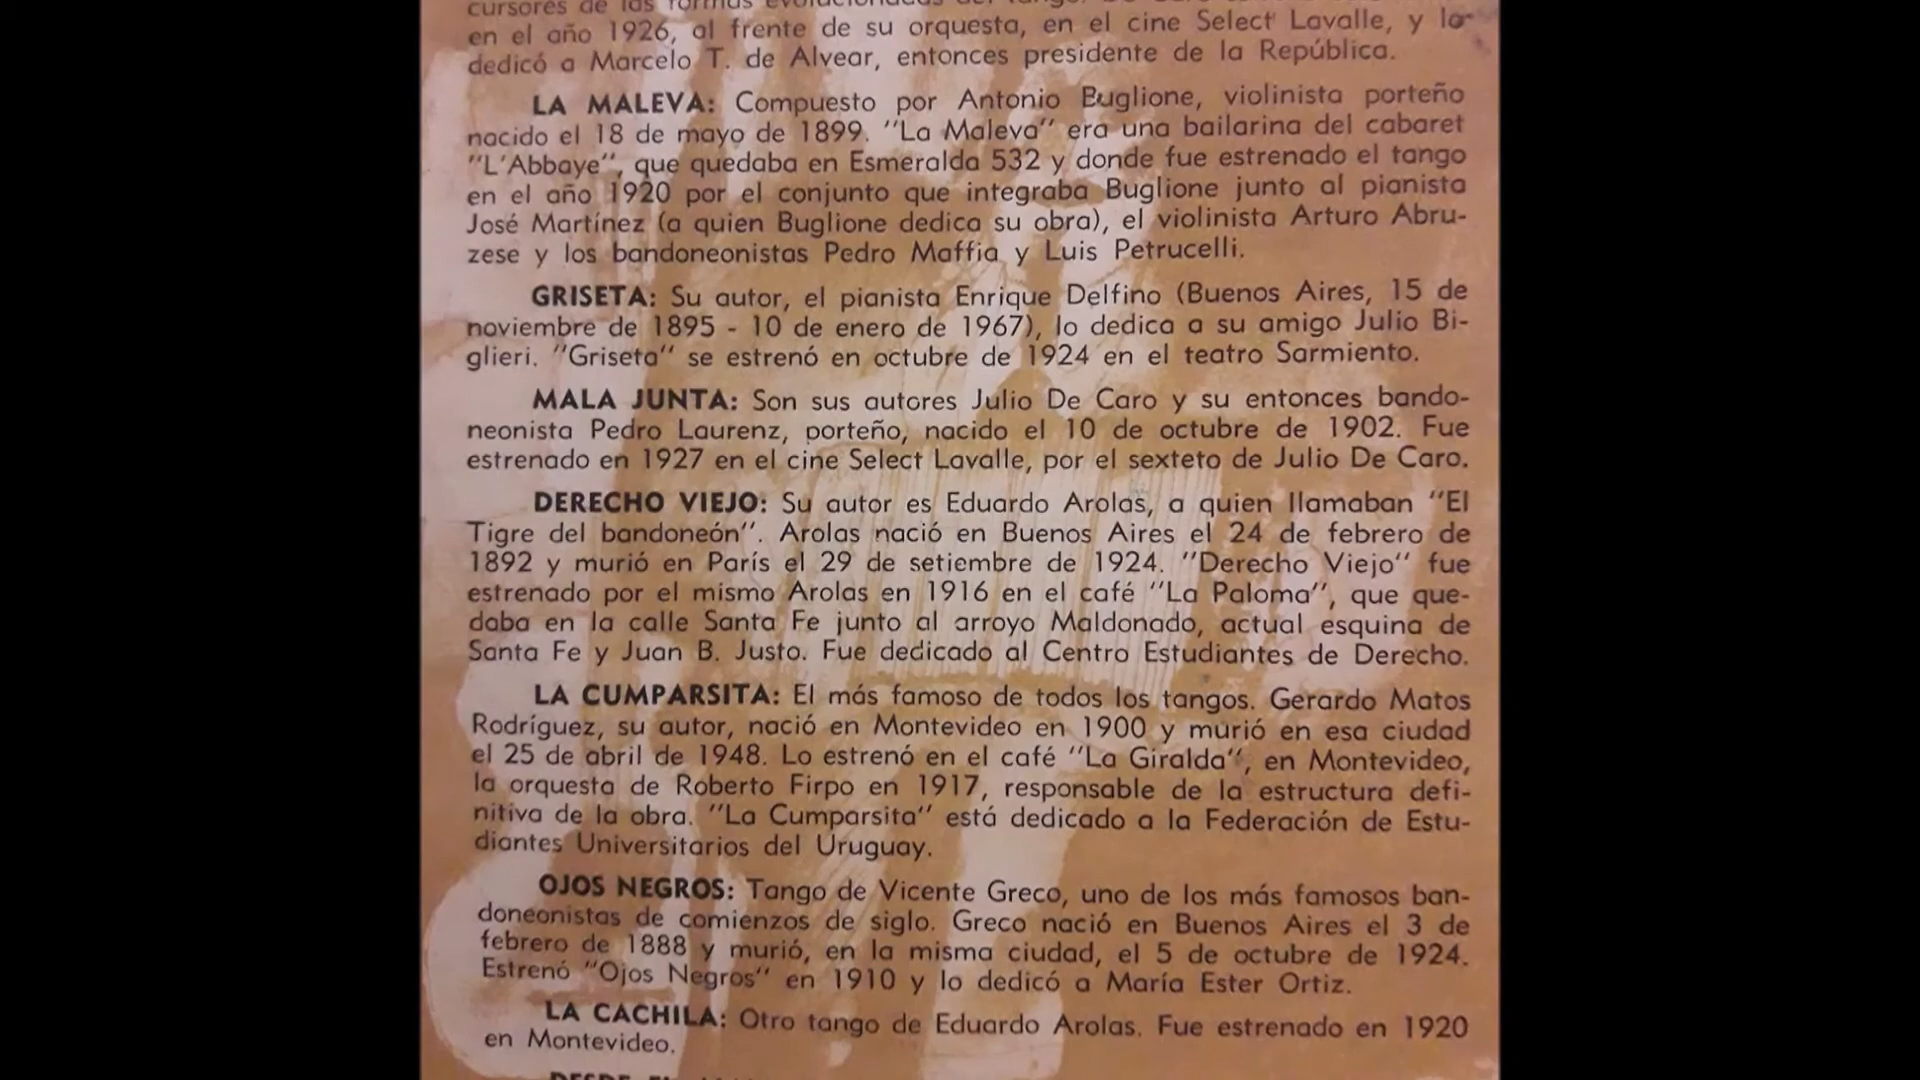 cursores de las formas evolucionadas del tango. De Caro
en el año 1926, al frente de su orquesta, en el cine Select Lavalle, y lo
dedicó a Marcelo T. de Alvear, entonces presidente de la República.
LA MALEVA: Compuesto por Antonio Buglione, violinista porteño
nacido el 18 de mayo de 1899. "La Maleva" era una bailarina del cabaret
"L'Abbaye", que quedaba en Esmeralda 532 y donde fue estrenado el tango
en el año 1920 por el conjunto que integraba Buglione junto al pianista
José Martínez (a quien Buglione dedica su obra), el violinista Arturo Abru-
zese y los bandoneonistas Pedro Maffia y Luis Petrucelli.
GRISETA: Su autor, el pianista Enrique Delfino (Buenos Aires, 15 de
noviembre de 1895 - 10 de enero de 1967), lo dedica a su amigo Julio Bi-
glieri. "Griseta" se estrenó en octubre de 1924 en el teatro Sarmiento.
MALA JUNTA: Son sus autores Julio De Caro y su entonces bando-
neonista Pedro Laurenz, porteño, nacido el 10 de octubre de 1902. Fue
estrenado en 1927 en el cine Select Lavalle, por el sexteto de Julio De Caro.
DERECHO VIEJO: Su autor es Eduardo Arolas, a quien llamaban "El
Tigre del bandoneón". Arolas nació en Buenos Aires el 24 de febrero de
1892 y murió en París el 29 de setiembre de 1924. "Derecho Viejo" fue
estrenado por el mismo Arolas en 1916 en el café "La Paloma", que que-
daba en la calle Santa Fe junto al arroyo Maldonado, actual esquina de
Santa Fe y Juan B. Justo. Fue dedicado al Centro Estudiantes de Derecho.
LA CUMPARSITA: El más famoso de todos los tangos. Gerardo Matos
Rodríguez, su autor, nació en Montevideo en 1900 y murió en esa ciudad
el 25 de abril de 1948. Lo estrenó en el café "La Giralda", en Montevideo,
la orquesta de Roberto Firpo en 1917, responsable de la estructura defi-
nitiva de la obra. "La Cumparsita" está dedicado a la Federación de Estu-
diantes Universitarios del Uruguay.
OJOS NEGROS: Tango de Vicente Greco, uno de los más famosos ban-
doneonistas de comienzos de siglo. Greco nació en Buenos Aires el 3 de
febrero de 1888 y murió, en la misma ciudad, el 5 de octubre de 1924.
Estrenó "Ojos Negros" en 1910 y lo dedicó a María Ester Ortiz.
LA CACHILA: Otro tango de Eduardo Arolas. Fue estrenado en 1920
en Montevideo.
DESDE EL